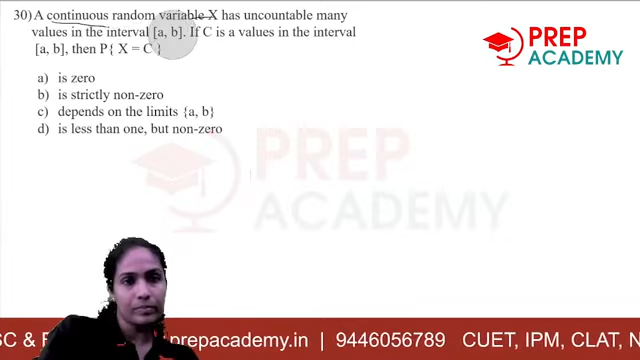 30) A continuous random variable X has uncountable many
values in the interval [a, b]. If C is a values in the interval
[a, b], then P{ X = C }
a) is zero
b) is strictly non-zero
c) depends on the limits {a, b}
d) is less than one, but non-zero
PREP
ACADEMY
PREP
ACADEMY
SC & prepacademy.in | 9446056789 CUET, IPM, CLAT, N